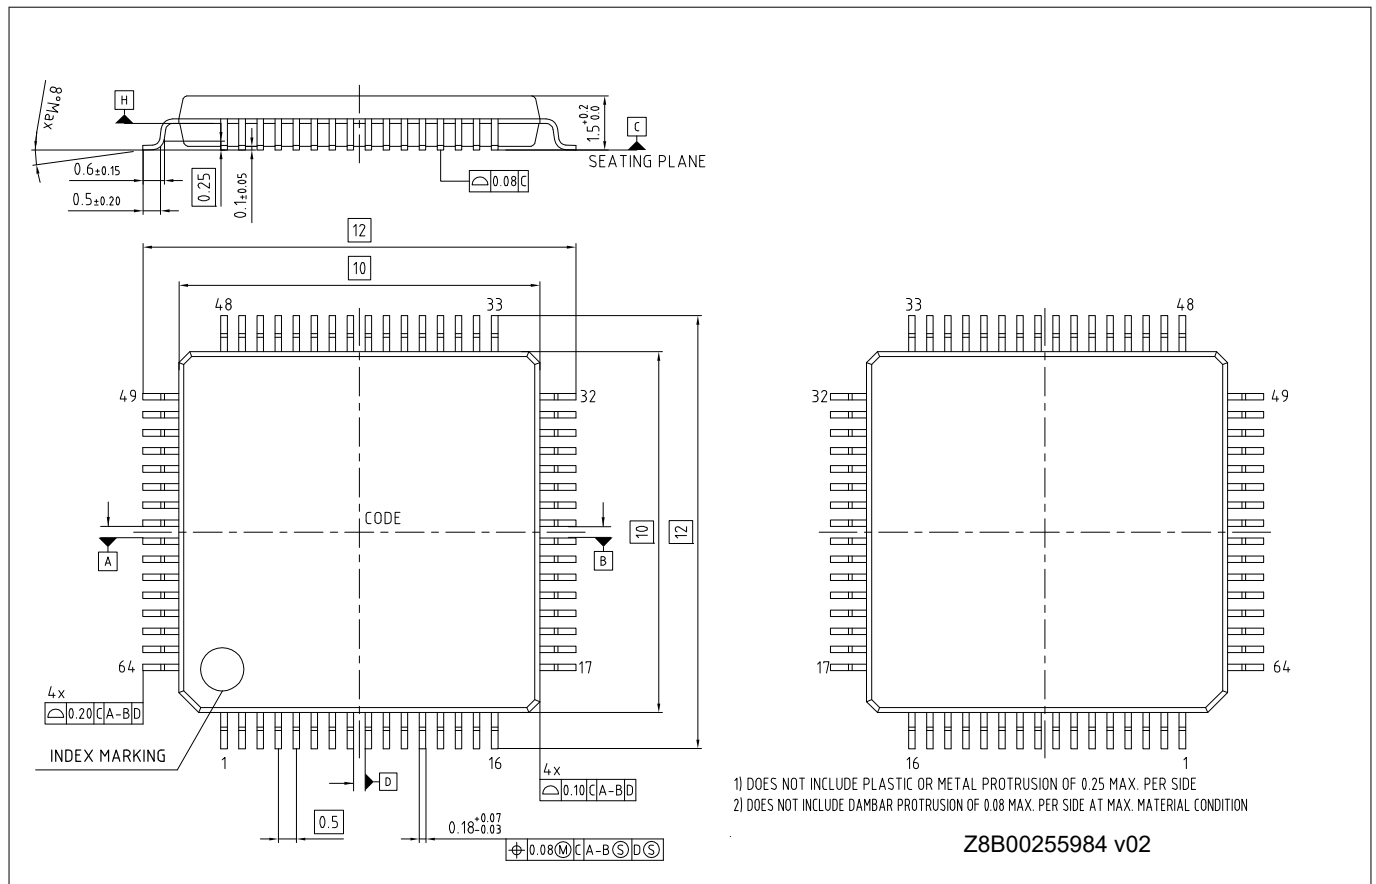 8°Max
H
1.5 +0.2 0.0
C
SEATING PLANE
0.6±0.15
0.5±0.20
0.25
0.1±0.05
⌓ 0.08 C
12
10
48
33
49
32
CODE
10
12
A
B
64
17
4x
⌓ 0.20 C A-B D
INDEX MARKING
1
16
D
4x
⌓ 0.10 C A-B D
0.5
0.18 +0.07 -0.03
⌖ 0.08 Ⓜ C A-B Ⓢ D Ⓢ
33
48
32
49
17
64
16
1
1) DOES NOT INCLUDE PLASTIC OR METAL PROTRUSION OF 0.25 MAX. PER SIDE
2) DOES NOT INCLUDE DAMBAR PROTRUSION OF 0.08 MAX. PER SIDE AT MAX. MATERIAL CONDITION
Z8B00255984 v02